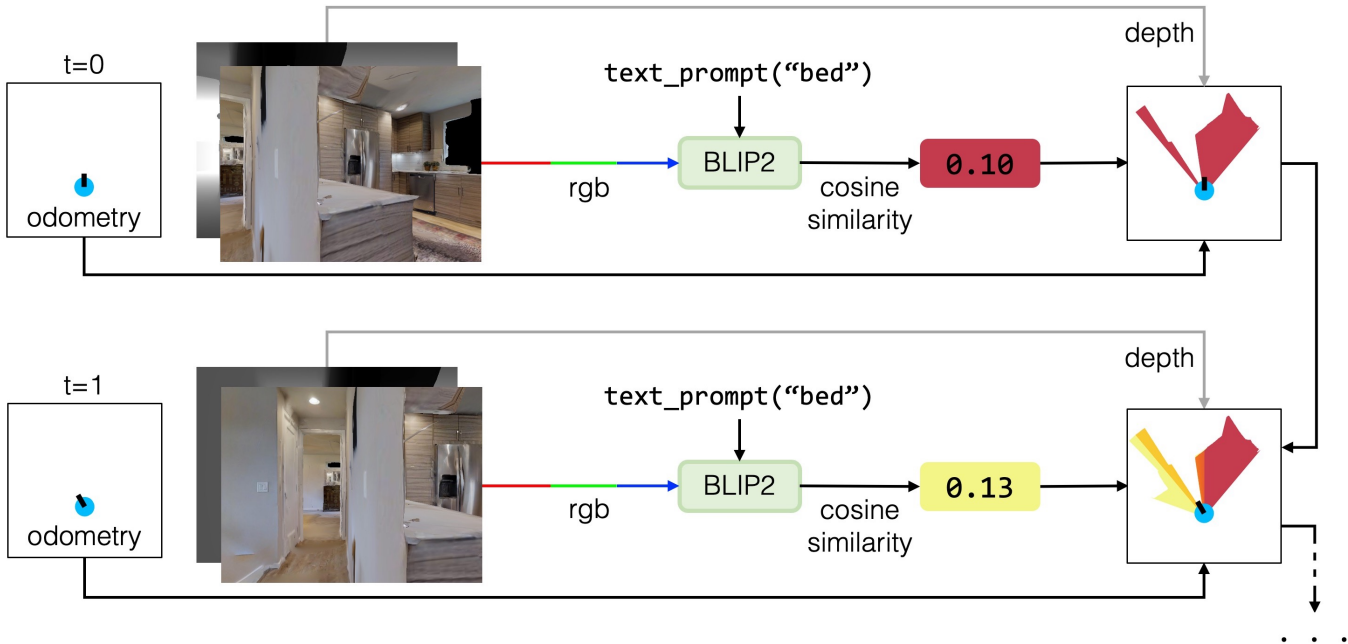 depth
t=0
text_prompt(“bed”)
BLIP2
0.10
rgb
cosine
similarity
odometry
depth
t=1
text_prompt(“bed”)
BLIP2
0.13
rgb
cosine
similarity
odometry
. . .